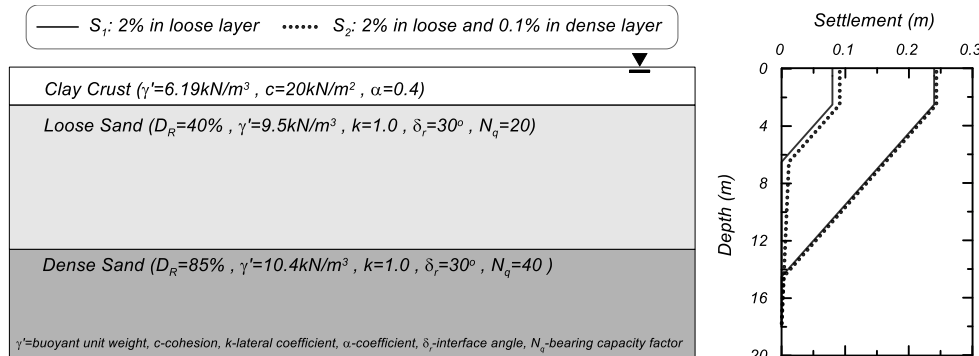 S₁: 2% in loose layer
S₂: 2% in loose and 0.1% in dense layer
Clay Crust (γ'=6.19kN/m³ , c=20kN/m² , α=0.4)
Loose Sand (D_R=40% , γ'=9.5kN/m³ , k=1.0 , δ_r=30° , N_q=20)
Dense Sand (D_R=85% , γ'=10.4kN/m³ , k=1.0 , δ_r=30° , N_q=40 )
γ'=buoyant unit weight, c-cohesion, k-lateral coefficient, α-coefficient, δ_r-interface angle, N_q-bearing capacity factor
Settlement (m)
0 0.1 0.2 0.3
Depth (m)
0
4
8
12
16
20